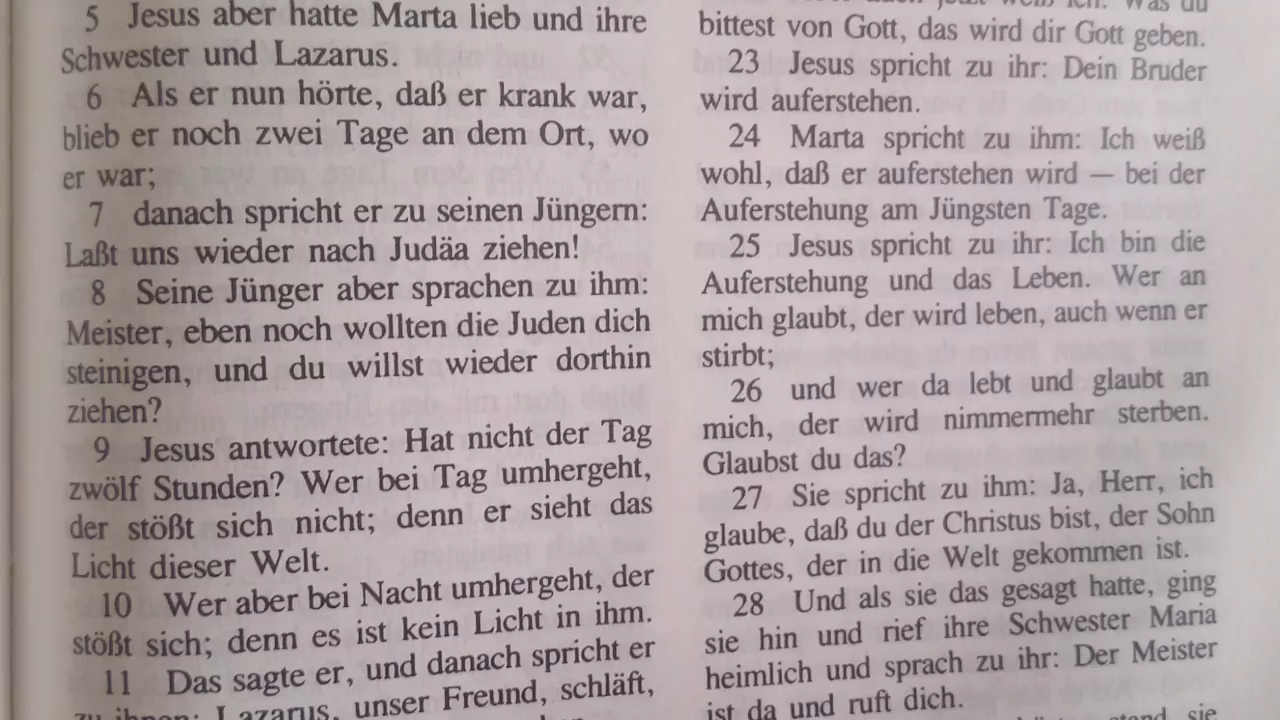 5 Jesus aber hatte Marta lieb und ihre
Schwester und Lazarus.
6 Als er nun hörte, daß er krank war,
blieb er noch zwei Tage an dem Ort, wo
er war;
7 danach spricht er zu seinen Jüngern:
Laßt uns wieder nach Judäa ziehen!
8 Seine Jünger aber sprachen zu ihm:
Meister, eben noch wollten die Juden dich
steinigen, und du willst wieder dorthin
ziehen?
9 Jesus antwortete: Hat nicht der Tag
zwölf Stunden? Wer bei Tag umhergeht,
der stößt sich nicht; denn er sieht das
Licht dieser Welt.
10 Wer aber bei Nacht umhergeht, der
stößt sich; denn es ist kein Licht in ihm.
11 Das sagte er, und danach spricht er
zu ihnen: Lazarus, unser Freund, schläft,
weiß ich: Was du
bittest von Gott, das wird dir Gott geben.
23 Jesus spricht zu ihr: Dein Bruder
wird auferstehen.
24 Marta spricht zu ihm: Ich weiß
wohl, daß er auferstehen wird — bei der
Auferstehung am Jüngsten Tage.
25 Jesus spricht zu ihr: Ich bin die
Auferstehung und das Leben. Wer an
mich glaubt, der wird leben, auch wenn er
stirbt;
26 und wer da lebt und glaubt an
mich, der wird nimmermehr sterben.
Glaubst du das?
27 Sie spricht zu ihm: Ja, Herr, ich
glaube, daß du der Christus bist, der Sohn
Gottes, der in die Welt gekommen ist.
28 Und als sie das gesagt hatte, ging
sie hin und rief ihre Schwester Maria
heimlich und sprach zu ihr: Der Meister
ist da und ruft dich.
stand sie